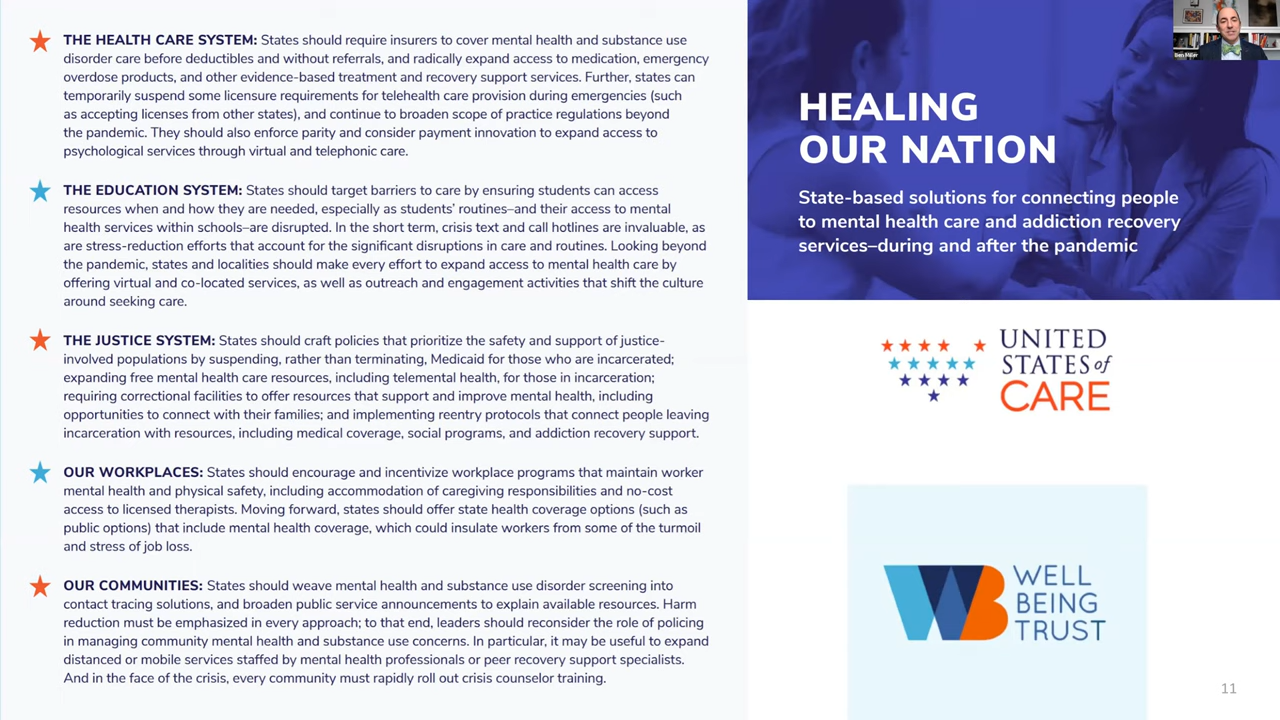 THE HEALTH CARE SYSTEM: States should require insurers to cover mental health and substance use
disorder care before deductibles and without referrals, and radically expand access to medication, emergency
overdose products, and other evidence-based treatment and recovery support services. Further, states can
temporarily suspend some licensure requirements for telehealth care provision during emergencies (such
as accepting licenses from other states), and continue to broaden scope of practice regulations beyond
the pandemic. They should also enforce parity and consider payment innovation to expand access to
psychological services through virtual and telephonic care.
THE EDUCATION SYSTEM: States should target barriers to care by ensuring students can access
resources when and how they are needed, especially as students’ routines–and their access to mental
health services within schools–are disrupted. In the short term, crisis text and call hotlines are invaluable, as
are stress-reduction efforts that account for the significant disruptions in care and routines. Looking beyond
the pandemic, states and localities should make every effort to expand access to mental health care by
offering virtual and co-located services, as well as outreach and engagement activities that shift the culture
around seeking care.
THE JUSTICE SYSTEM: States should craft policies that prioritize the safety and support of justice-
involved populations by suspending, rather than terminating, Medicaid for those who are incarcerated;
expanding free mental health care resources, including telemental health, for those in incarceration;
requiring correctional facilities to offer resources that support and improve mental health, including
opportunities to connect with their families; and implementing reentry protocols that connect people leaving
incarceration with resources, including medical coverage, social programs, and addiction recovery support.
OUR WORKPLACES: States should encourage and incentivize workplace programs that maintain worker
mental health and physical safety, including accommodation of caregiving responsibilities and no-cost
access to licensed therapists. Moving forward, states should offer state health coverage options (such as
public options) that include mental health coverage, which could insulate workers from some of the turmoil
and stress of job loss.
OUR COMMUNITIES: States should weave mental health and substance use disorder screening into
contact tracing solutions, and broaden public service announcements to explain available resources. Harm
reduction must be emphasized in every approach; to that end, leaders should reconsider the role of policing
in managing community mental health and substance use concerns. In particular, it may be useful to expand
distanced or mobile services staffed by mental health professionals or peer recovery support specialists.
And in the face of the crisis, every community must rapidly roll out crisis counselor training.
Ben Miller
HEALING
OUR NATION
State-based solutions for connecting people
to mental health care and addiction recovery
services–during and after the pandemic
UNITED
STATES of
CARE
WB
WELL
BEING
TRUST
11